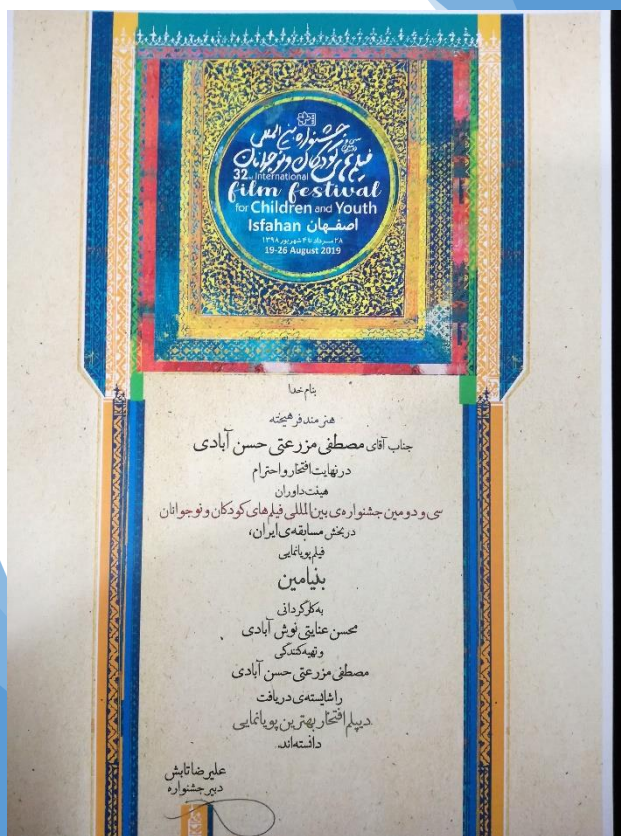 سی و دومین
جشنواره بین المللی
فیلم‌های کودکان و نوجوانان
32nd International
film festival
for Children and Youth
Isfahan اصفهان
۲۸ مرداد تا ۴ شهریور ۱۳۹۸
19-26 August 2019
بنام خدا
هنرمند فرهیخته
جناب آقای مصطفی مزرعتی حسن آبادی
در نهایت افتخار و احترام
هیئت داوران
سی و دومین جشنواره‌ی بین‌المللی فیلم‌های کودکان و نوجوانان
در بخش مسابقه‌ی ایران،
فیلم پویانمایی
بنیامین
به کارگردانی
محسن عنایتی نوش آبادی
و تهیه کنندگی
مصطفی مزرعتی حسن آبادی
را شایسته‌ی دریافت
دیپلم افتخار بهترین پویانمایی
دانسته‌اند.
علیرضا تابش
دبیر جشنواره